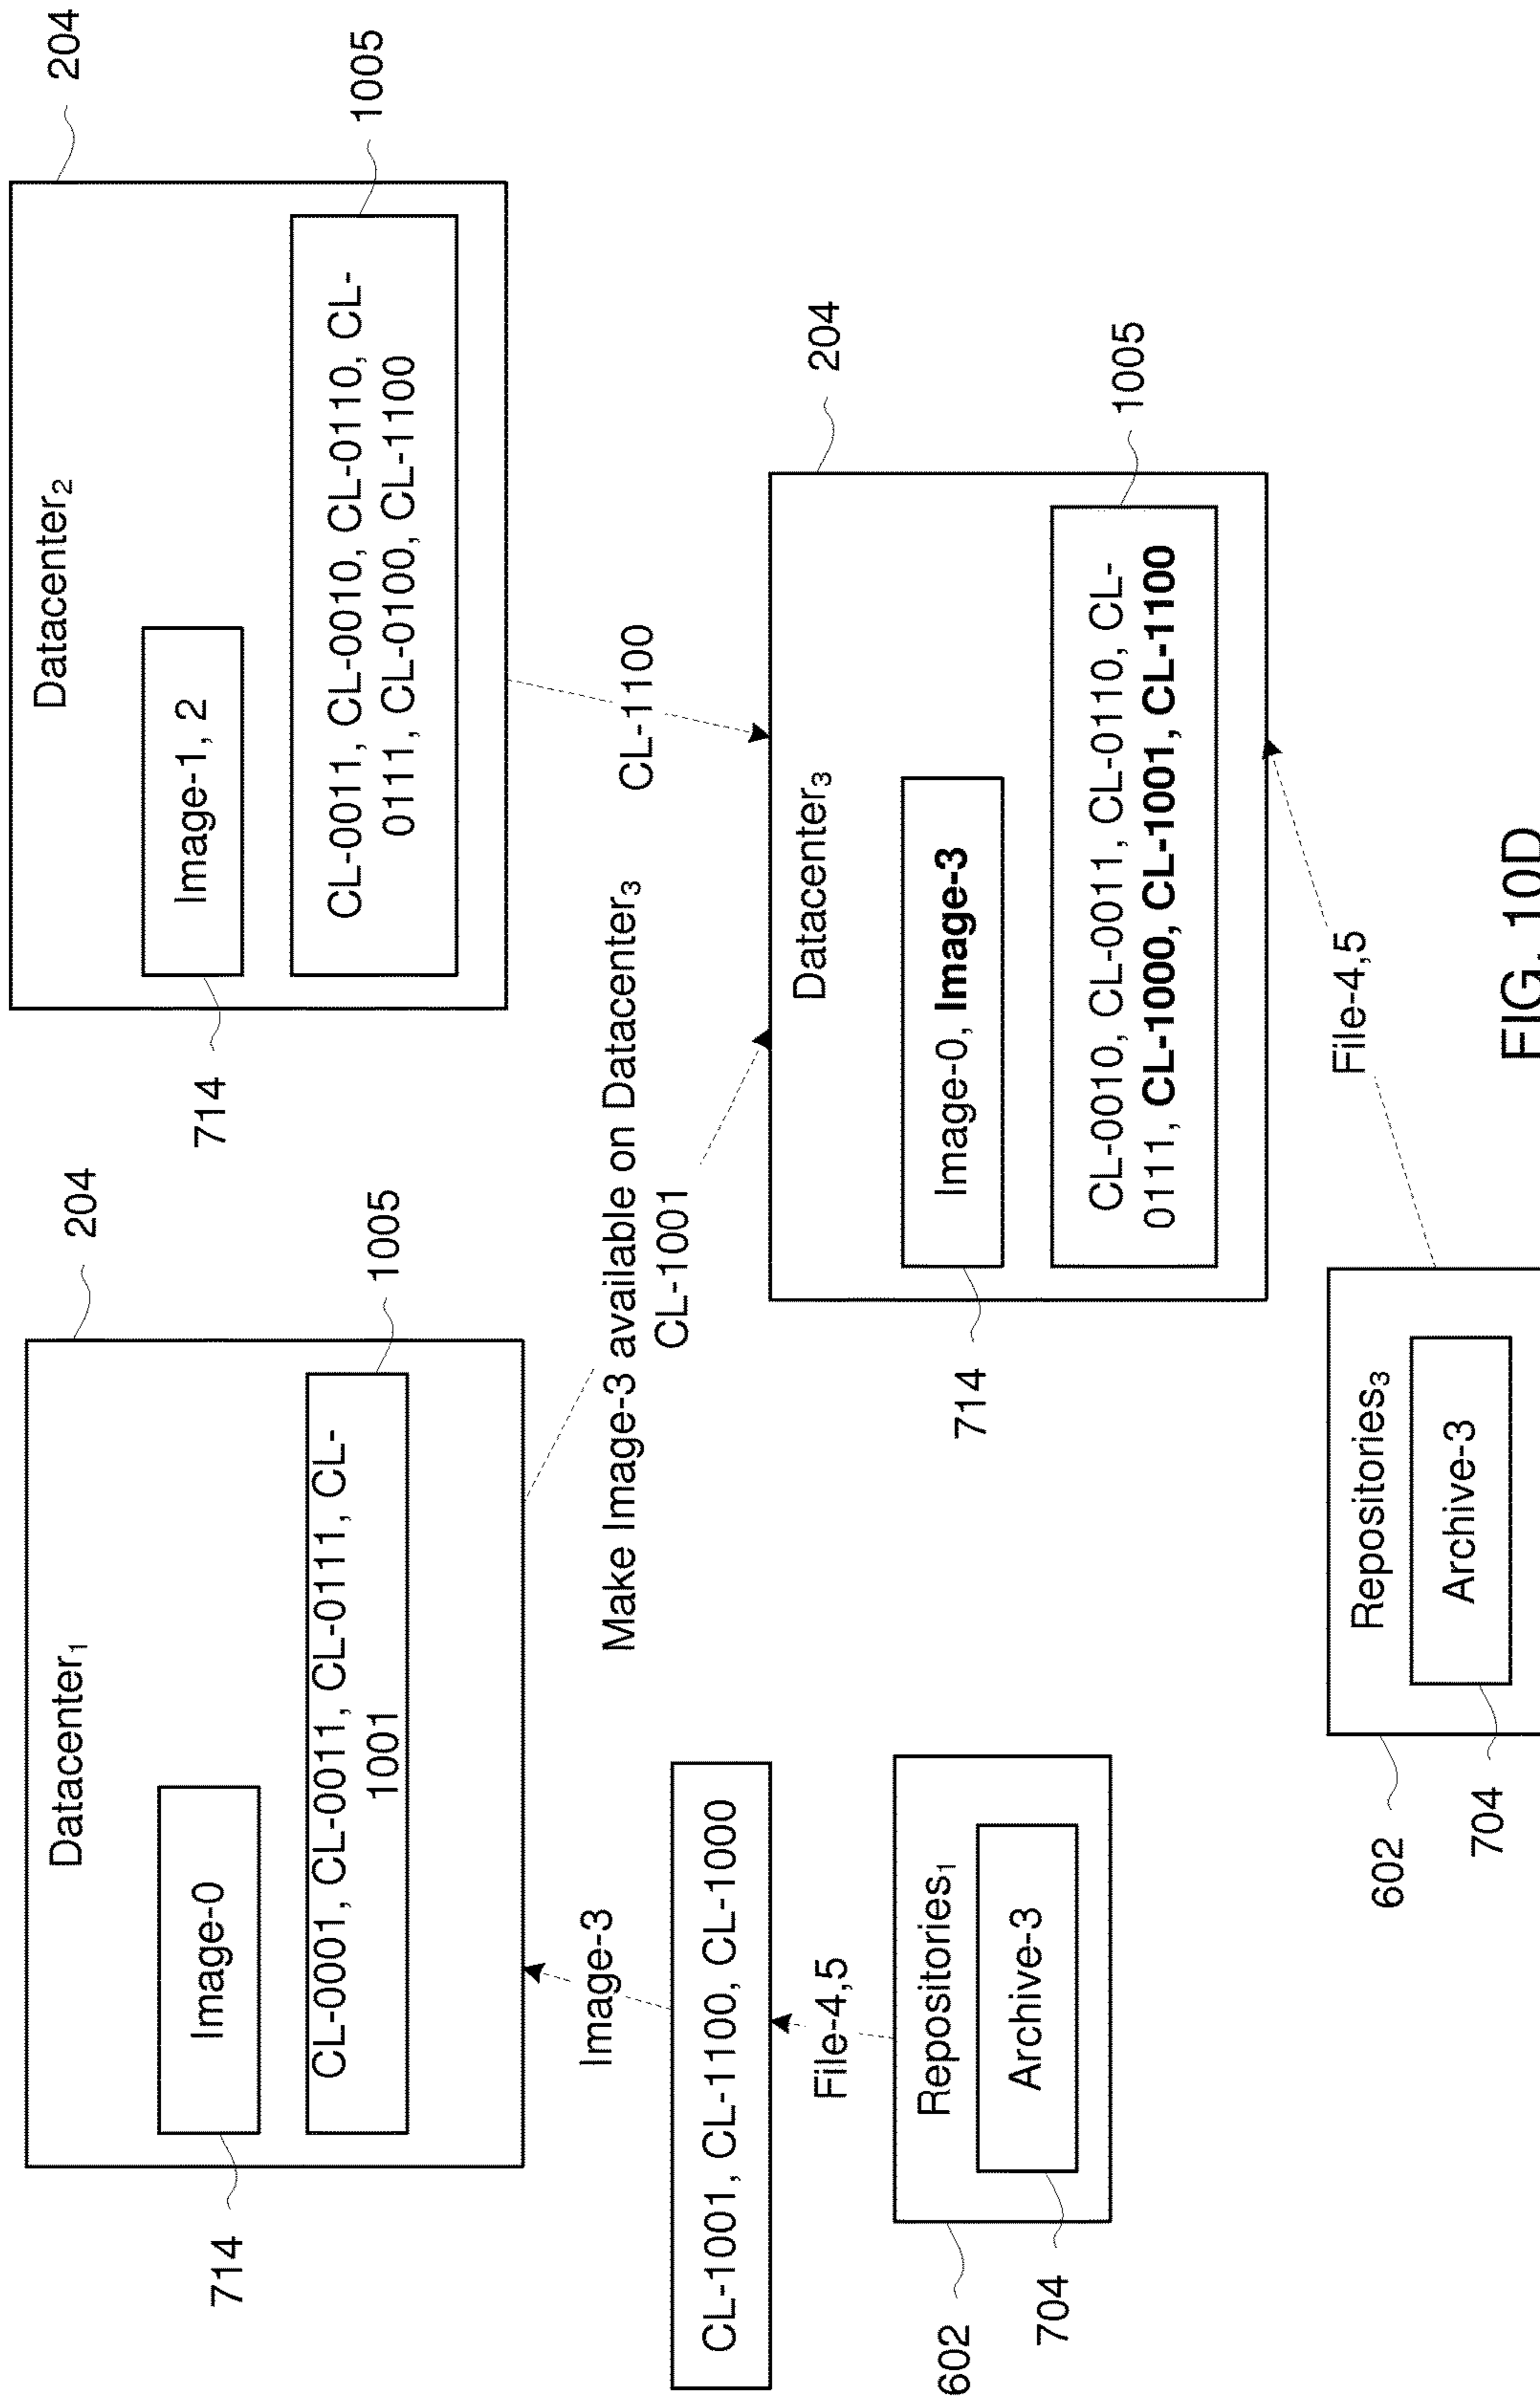 Datacenter₁
204
714
Image-0
CL-0001, CL-0011, CL-0111, CL-
1001
1005
Datacenter₂
204
714
Image-1, 2
CL-0011, CL-0010, CL-0110, CL-
0111, CL-0100, CL-1100
1005
Image-3
Make Image-3 available on Datacenter₃
CL-1001
CL-1100
CL-1001, CL-1100, CL-1000
File-4,5
Repositories₁
602
704
Archive-3
Datacenter₃
204
714
Image-0, Image-3
CL-0010, CL-0011, CL-0110, CL-
0111, CL-1000, CL-1001, CL-1100
1005
File-4,5
Repositories₃
602
704
Archive-3
FIG. 10D